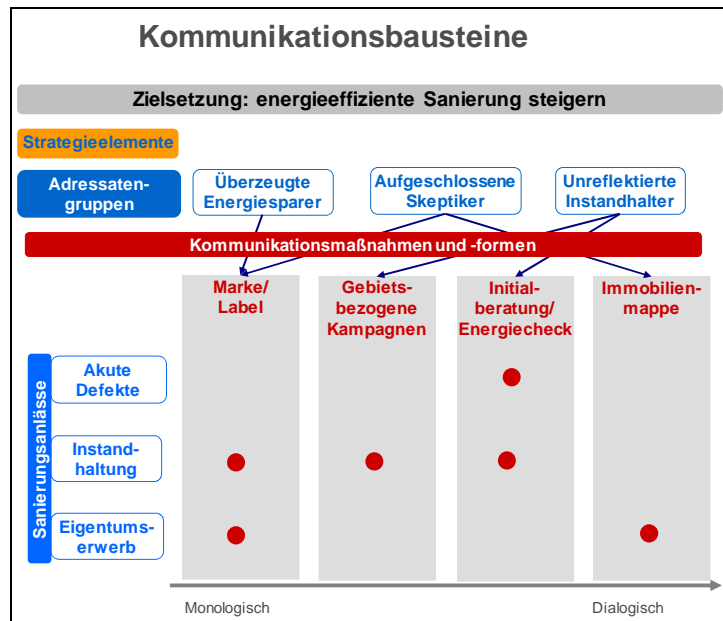 Kommunikationsbausteine
Zielsetzung: energieeffiziente Sanierung steigern
Strategieelemente
Adressaten-
gruppen
Überzeugte
Energiesparer
Aufgeschlossene
Skeptiker
Unreflektierte
Instandhalter
Kommunikationsmaßnahmen und -formen
Marke/
Label
Gebiets-
bezogene
Kampagnen
Initial-
beratung/
Energiecheck
Immobilien-
mappe
Sanierungsanlässe
Akute
Defekte
Instand-
haltung
Eigentums-
erwerb
Monologisch
Dialogisch